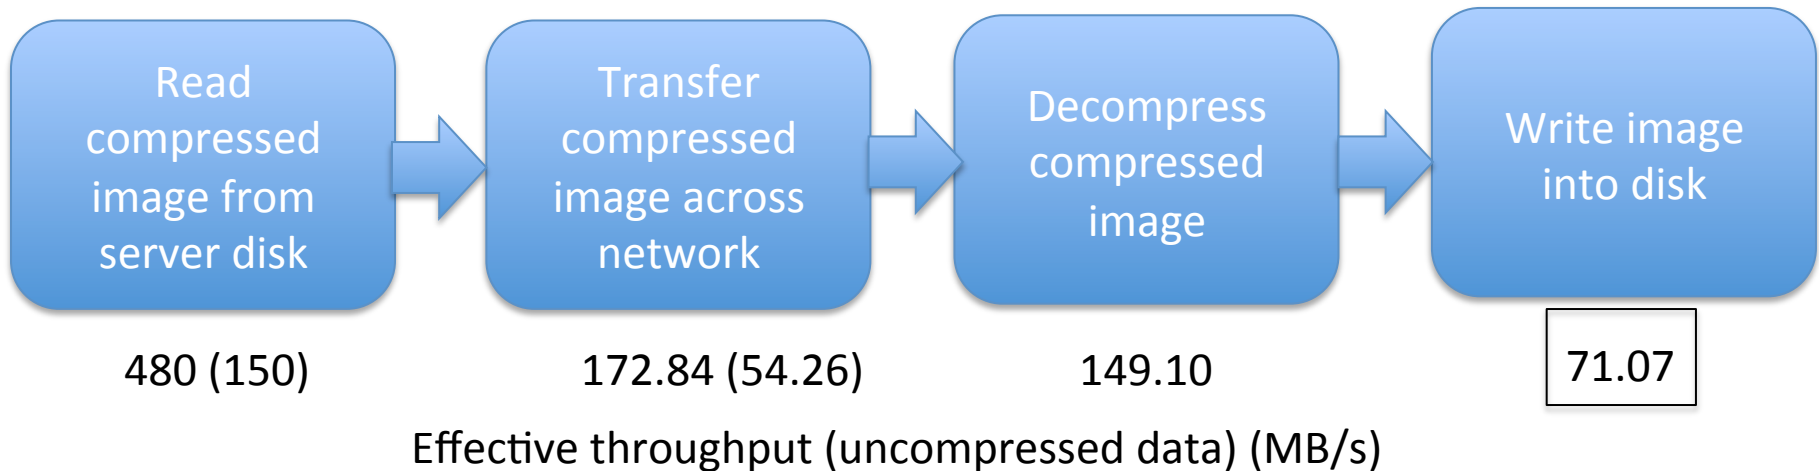 Read
compressed
image from
server disk
Transfer
compressed
image across
network
Decompress
compressed
image
Write image
into disk
480 (150)
172.84 (54.26)
149.10
71.07
Effective throughput (uncompressed data) (MB/s)